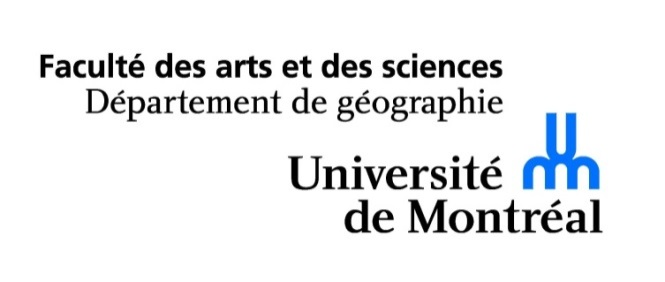 Faculté des arts et des sciences
Département de géographie
Université
de Montréal